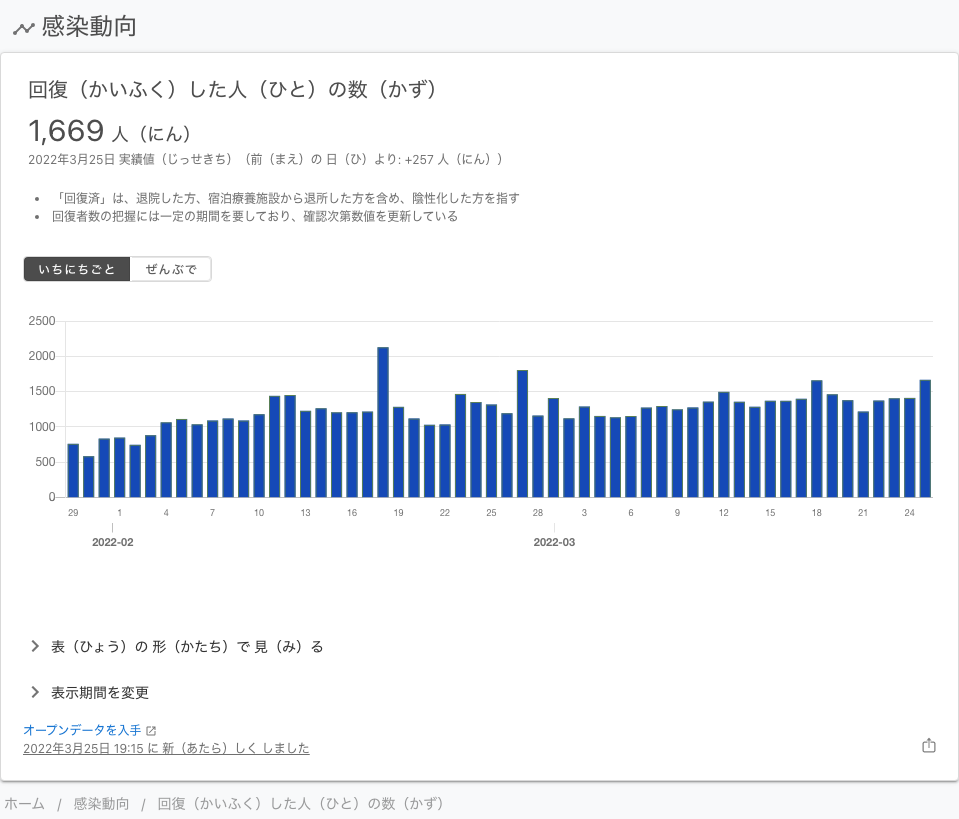 感染動向
回復（かいふく）した人（ひと）の数（かず）
1,669 人（にん）
2022年3月25日 実績値（じっせきち）（前（まえ）の 日（ひ）より: +257 人（にん））
• 「回復済」は、退院した方、宿泊療養施設から退所した方を含め、陰性化した方を指す
• 回復者数の把握には一定の期間を要しており、確認次第数値を更新している
いちにちごと ぜんぶで
2500
2000
1500
1000
500
0
29 1 4 7 10 13 16 19 22 25 28 3 6 9 12 15 18 21 24
2022-02 2022-03
表（ひょう）の 形（かたち）で 見（み）る
表示期間を変更
オープンデータを入手
2022年3月25日 19:15 に 新（あたら）しく しました
ホーム / 感染動向 / 回復（かいふく）した人（ひと）の数（かず）